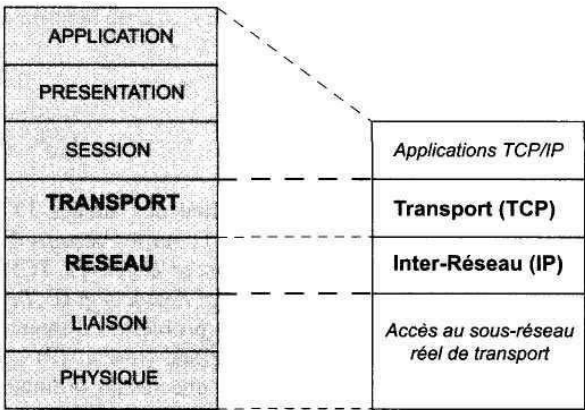 APPLICATION
PRESENTATION
SESSION
TRANSPORT
RESEAU
LIAISON
PHYSIQUE
Applications TCP/IP
Transport (TCP)
Inter-Réseau (IP)
Accès au sous-réseau
réel de transport